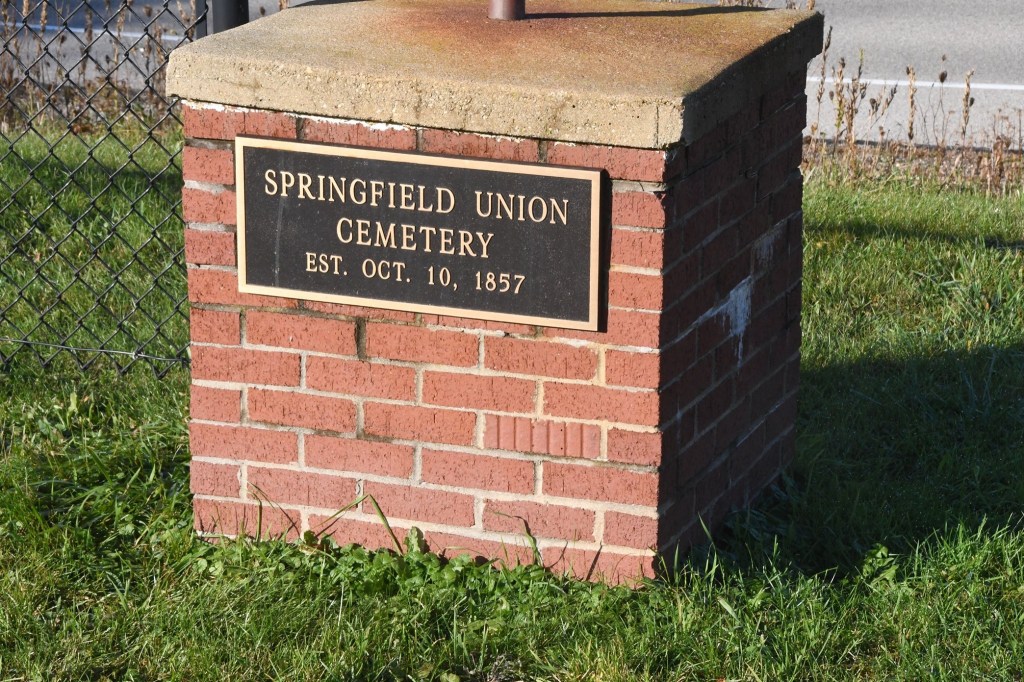 SPRINGFIELD UNION
CEMETERY
EST. OCT. 10, 1857